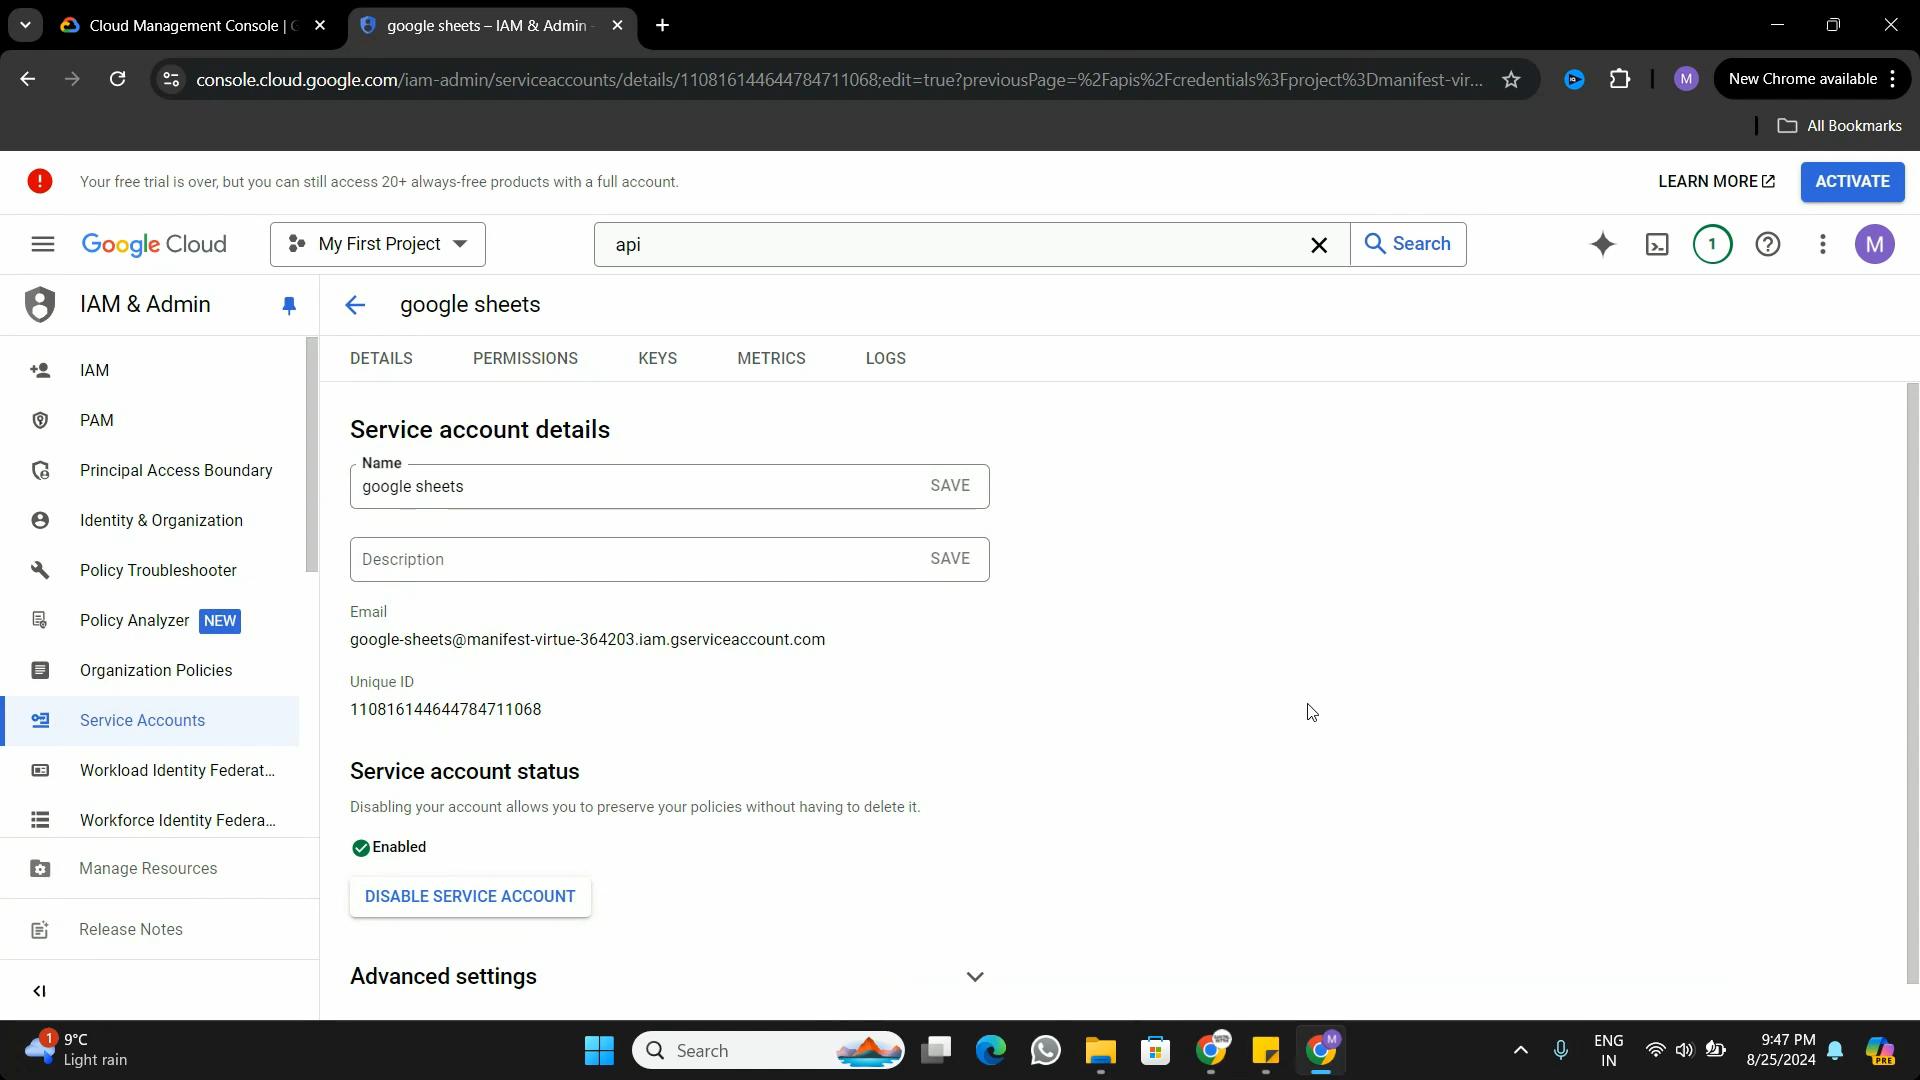 Cloud Management Console | G
google sheets – IAM & Admin -
console.cloud.google.com/iam-admin/serviceaccounts/details/110816144644784711068;edit=true?previousPage=%2Fapis%2Fcredentials%3Fproject%3Dmanifest-vir...
M
New Chrome available
All Bookmarks
Your free trial is over, but you can still access 20+ always-free products with a full account.
LEARN MORE
ACTIVATE
Google Cloud
My First Project
api
Search
1
M
IAM & Admin
google sheets
DETAILS
PERMISSIONS
KEYS
METRICS
LOGS
IAM
PAM
Principal Access Boundary
Identity & Organization
Policy Troubleshooter
Policy Analyzer NEW
Organization Policies
Service Accounts
Workload Identity Federat...
Workforce Identity Federa...
Manage Resources
Release Notes
Service account details
Name
google sheets
SAVE
Description
SAVE
Email
google-sheets@manifest-virtue-364203.iam.gserviceaccount.com
Unique ID
110816144644784711068
Service account status
Disabling your account allows you to preserve your policies without having to delete it.
Enabled
DISABLE SERVICE ACCOUNT
Advanced settings
1
9°C
Light rain
Search
M
ENG
IN
9:47 PM
8/25/2024
PRE